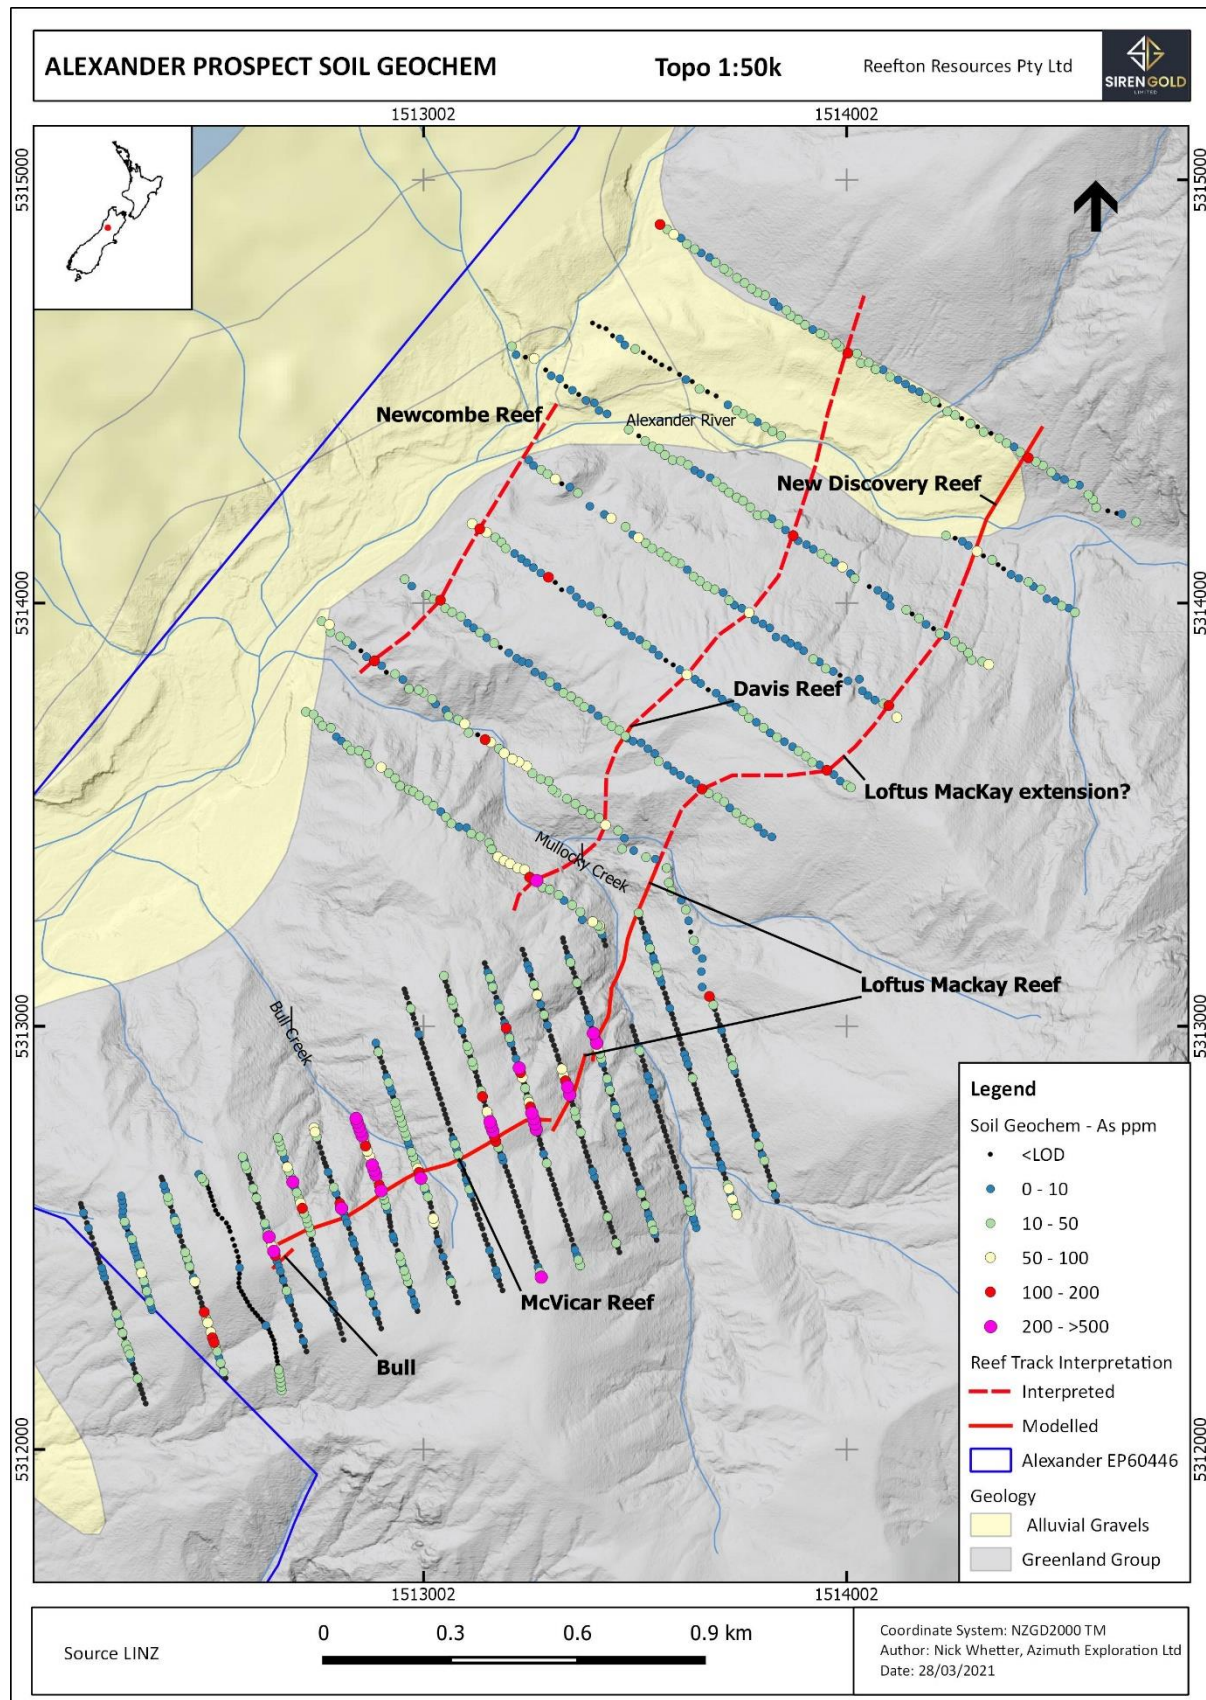 ALEXANDER PROSPECT SOIL GEOCHEM
Topo 1:50k
Reefton Resources Pty Ltd
SIREN GOLD
LIMITED
1513002
1514002
5315000
5315000
Newcombe Reef
Alexander River
New Discovery Reef
5314000
5314000
Davis Reef
Loftus MacKay extension?
Mullocky Creek
Loftus Mackay Reef
5313000
5313000
Bull Creek
McVicar Reef
Bull
5312000
5312000
Legend
Soil Geochem - As ppm
<LOD
0 - 10
10 - 50
50 - 100
100 - 200
200 - >500
Reef Track Interpretation
Interpreted
Modelled
Alexander EP60446
Geology
Alluvial Gravels
Greenland Group
1513002
1514002
Source LINZ
0 0.3 0.6 0.9 km
Coordinate System: NZGD2000 TM
Author: Nick Whetter, Azimuth Exploration Ltd
Date: 28/03/2021